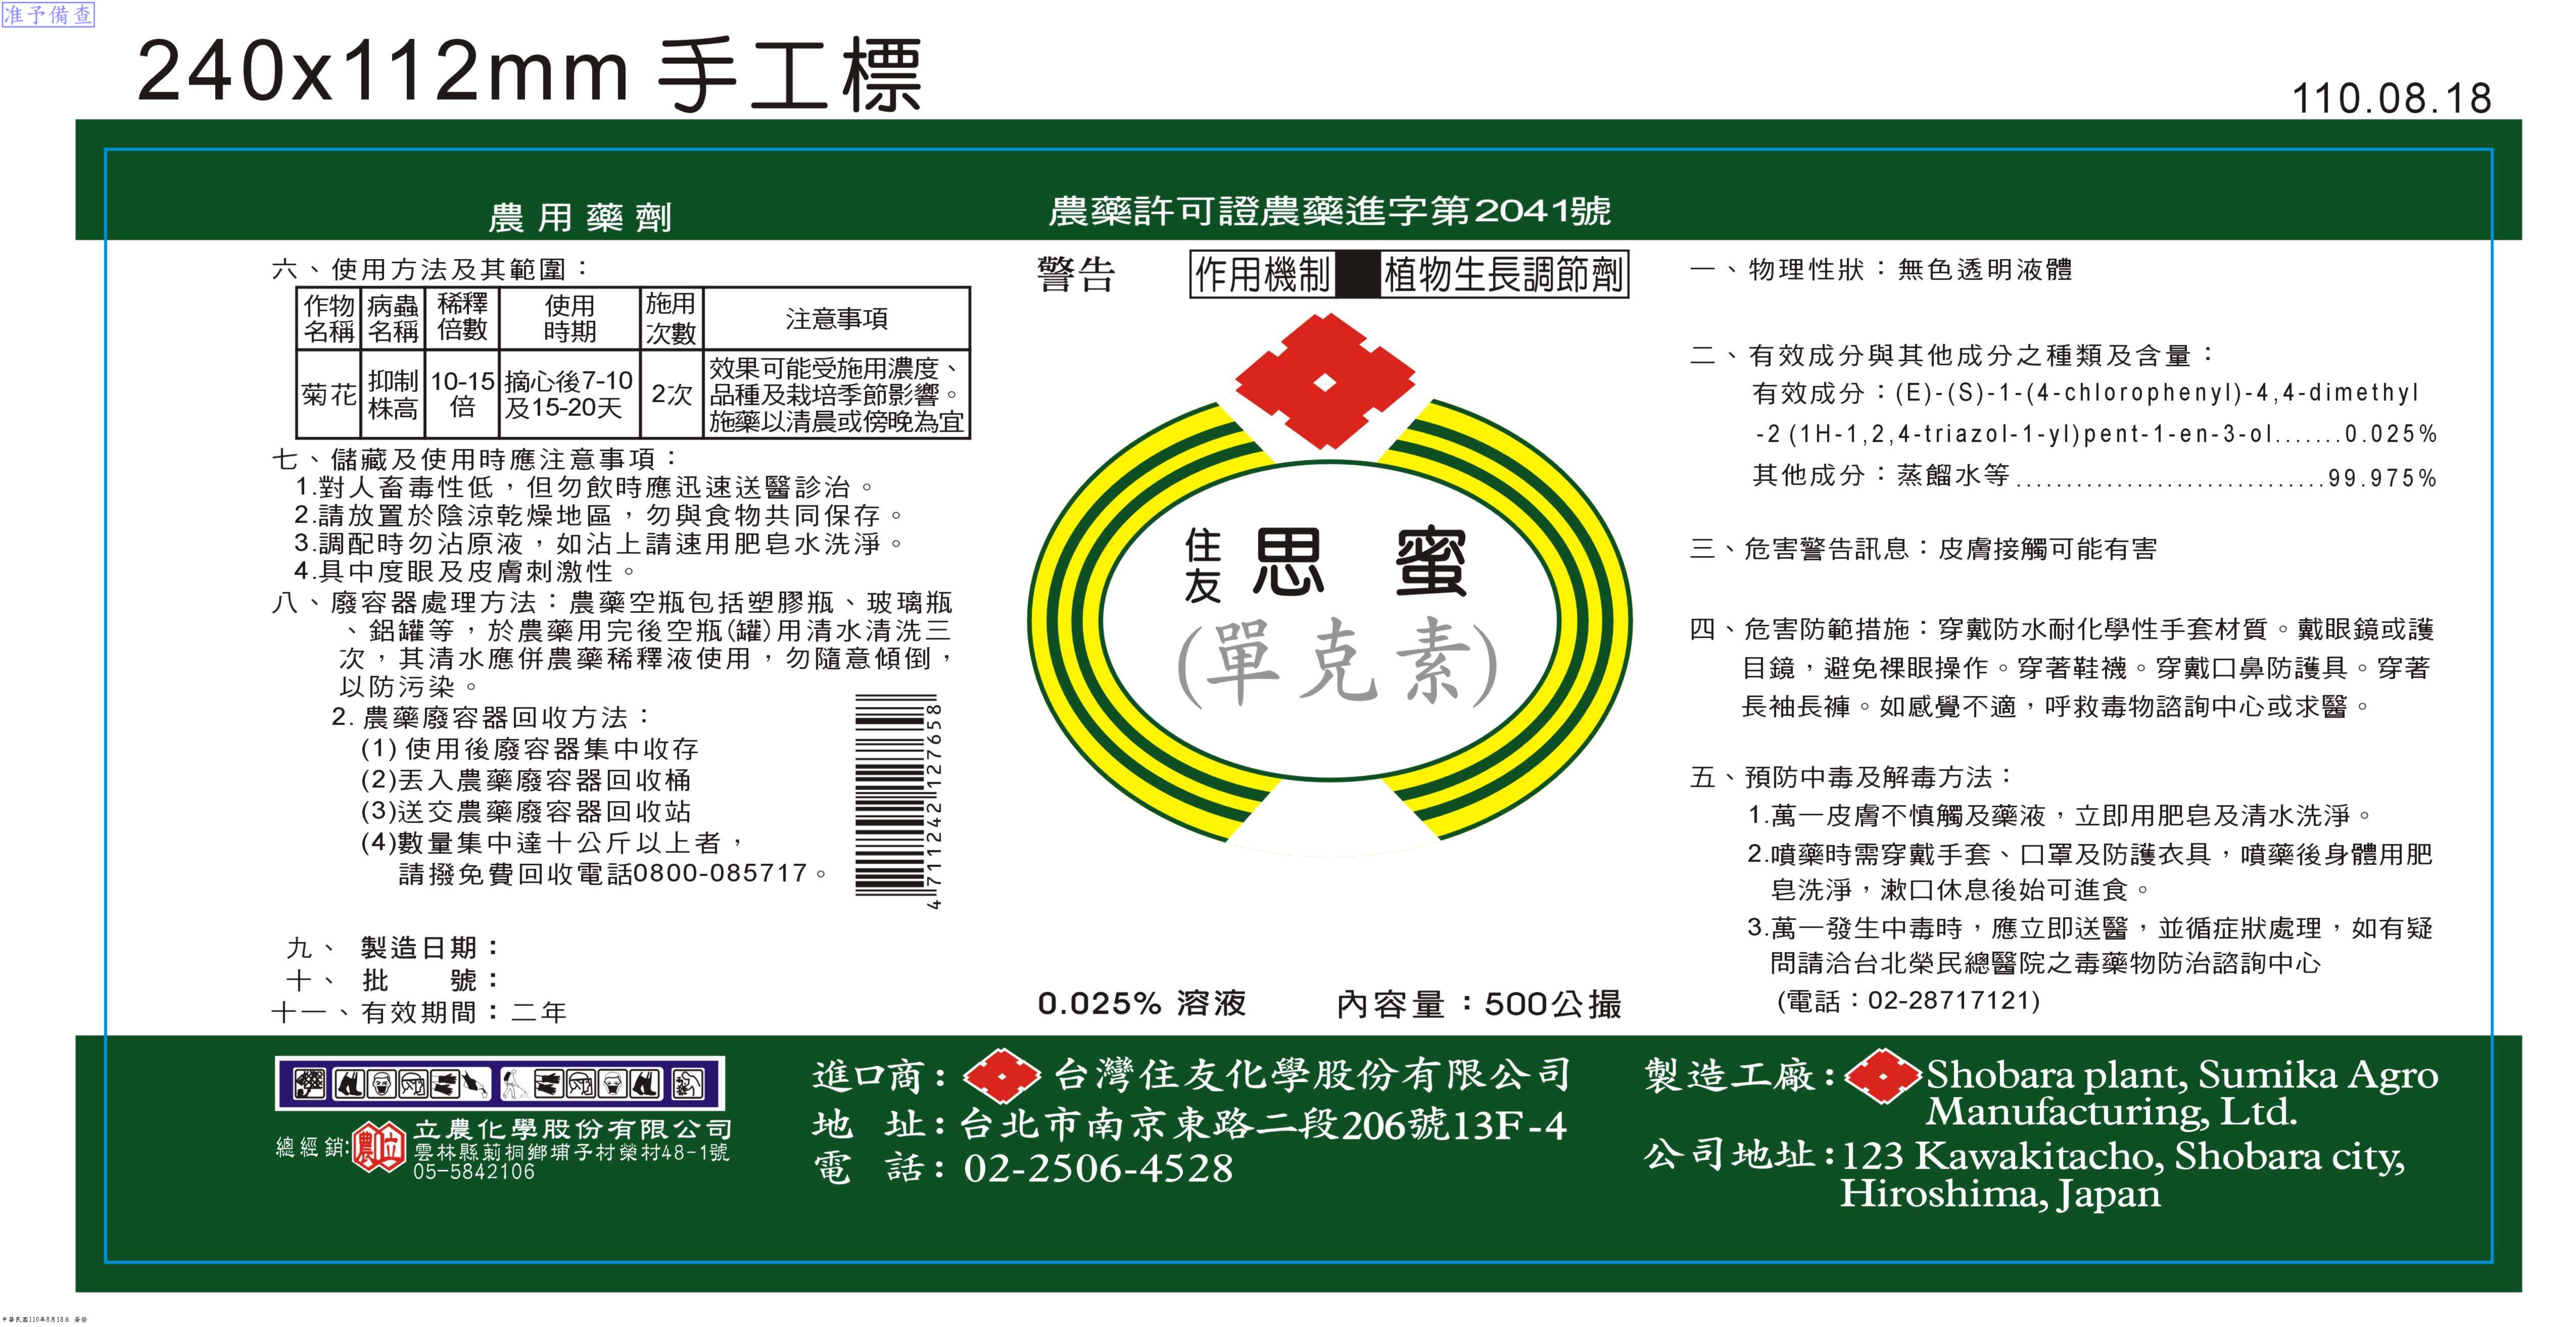 准予備查
240x112mm 手工標
110.08.18
農用藥劑
農藥許可證農藥進字第2041號
六、使用方法及其範圍：
作物名稱 病蟲名稱 稀釋倍數 使用時期 施用次數 注意事項
菊花 抑制株高 10-15倍 摘心後7-10及15-20天 2次 效果可能受施用濃度、品種及栽培季節影響。施藥以清晨或傍晚為宜
七、儲藏及使用時應注意事項：
1.對人畜毒性低，但勿飲時應迅速送醫診治。
2.請放置於陰涼乾燥地區，勿與食物共同保存。
3.調配時勿沾原液，如沾上請速用肥皂水洗淨。
4.具中度眼及皮膚刺激性。
八、廢容器處理方法：農藥空瓶包括塑膠瓶、玻璃瓶
、鋁罐等，於農藥用完後空瓶(罐)用清水清洗三
次，其清水應併農藥稀釋液使用，勿隨意傾倒，
以防污染。
2. 農藥廢容器回收方法：
(1) 使用後廢容器集中收存
(2)丟入農藥廢容器回收桶
(3)送交農藥廢容器回收站
(4)數量集中達十公斤以上者，
請撥免費回收電話0800-085717。
4 711242 127658
九、 製造日期：
十、 批　　號：
十一、有效期間：二年
警告
作用機制 植物生長調節劑
住友 思 蜜
(單克素)
0.025% 溶液 內容量：500公撮
一、物理性狀：無色透明液體
二、有效成分與其他成分之種類及含量：
有效成分：(E)-(S)-1-(4-chlorophenyl)-4,4-dimethyl
-2(1H-1,2,4-triazol-1-yl)pent-1-en-3-ol.......0.025%
其他成分：蒸餾水等...............................99.975%
三、危害警告訊息：皮膚接觸可能有害
四、危害防範措施：穿戴防水耐化學性手套材質。戴眼鏡或護
目鏡，避免裸眼操作。穿著鞋襪。穿戴口鼻防護具。穿著
長袖長褲。如感覺不適，呼救毒物諮詢中心或求醫。
五、預防中毒及解毒方法：
1.萬一皮膚不慎觸及藥液，立即用肥皂及清水洗淨。
2.噴藥時需穿戴手套、口罩及防護衣具，噴藥後身體用肥
皂洗淨，漱口休息後始可進食。
3.萬一發生中毒時，應立即送醫，並循症狀處理，如有疑
問請洽台北榮民總醫院之毒藥物防治諮詢中心
(電話：02-28717121)
總經銷: 農立 立農化學股份有限公司
雲林縣莿桐鄉埔子村榮村48-1號
05-5842106
進口商： 台灣住友化學股份有限公司
地　址：台北市南京東路二段206號13F-4
電　話：02-2506-4528
製造工廠： Shobara plant, Sumika Agro
Manufacturing, Ltd.
公司地址：123 Kawakitacho, Shobara city,
Hiroshima, Japan
中華民國110年8月18日 簽發